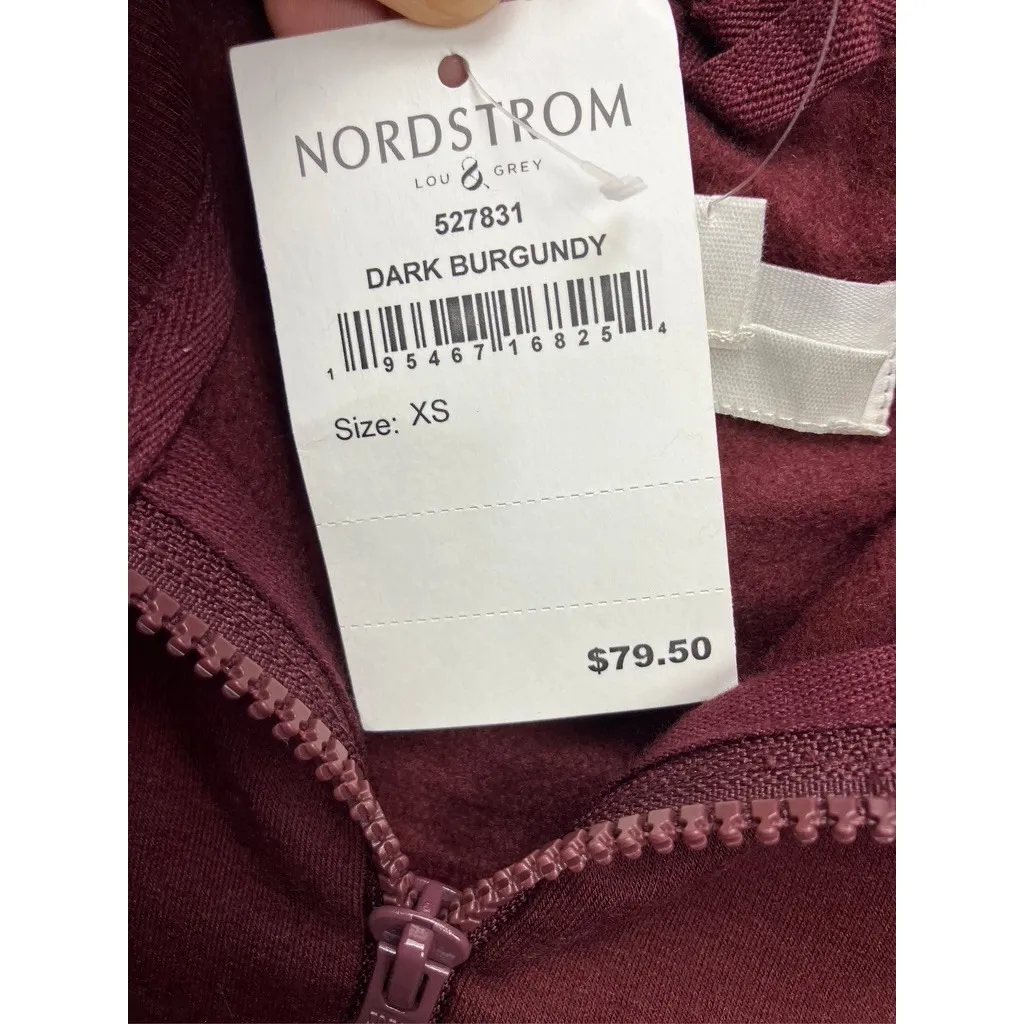 NORDSTROM
LOU & GREY
527831
DARK BURGUNDY
1 95467 16825 4
Size: XS
$79.50